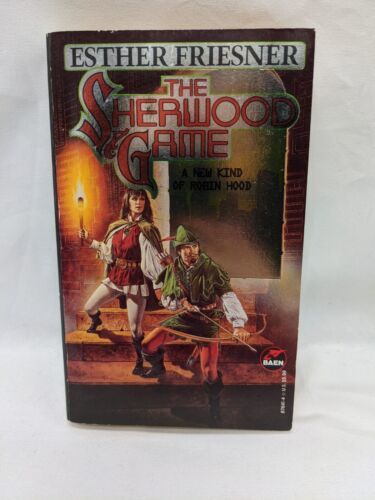 ESTHER FRIESNER
THE
SHERWOOD
GAME
A NEW KIND
OF ROBIN HOOD
BAEN